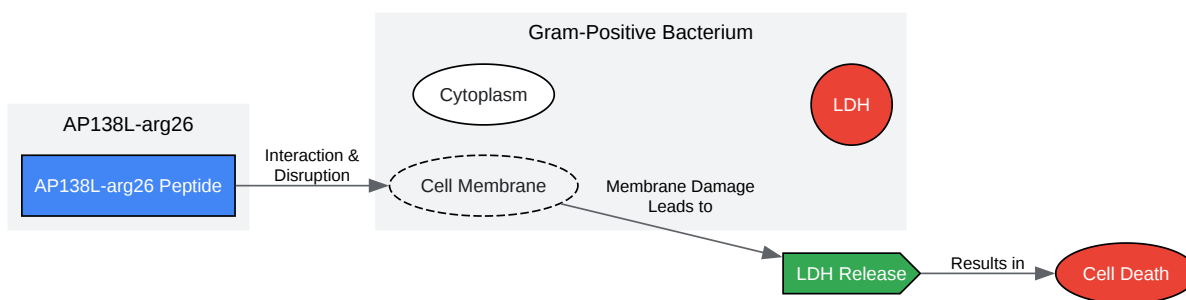 Gram-Positive Bacterium
Cytoplasm
LDH
AP138L-arg26
AP138L-arg26 Peptide
Interaction &
Disruption
Cell Membrane
Membrane Damage
Leads to
LDH Release
Results in
Cell Death